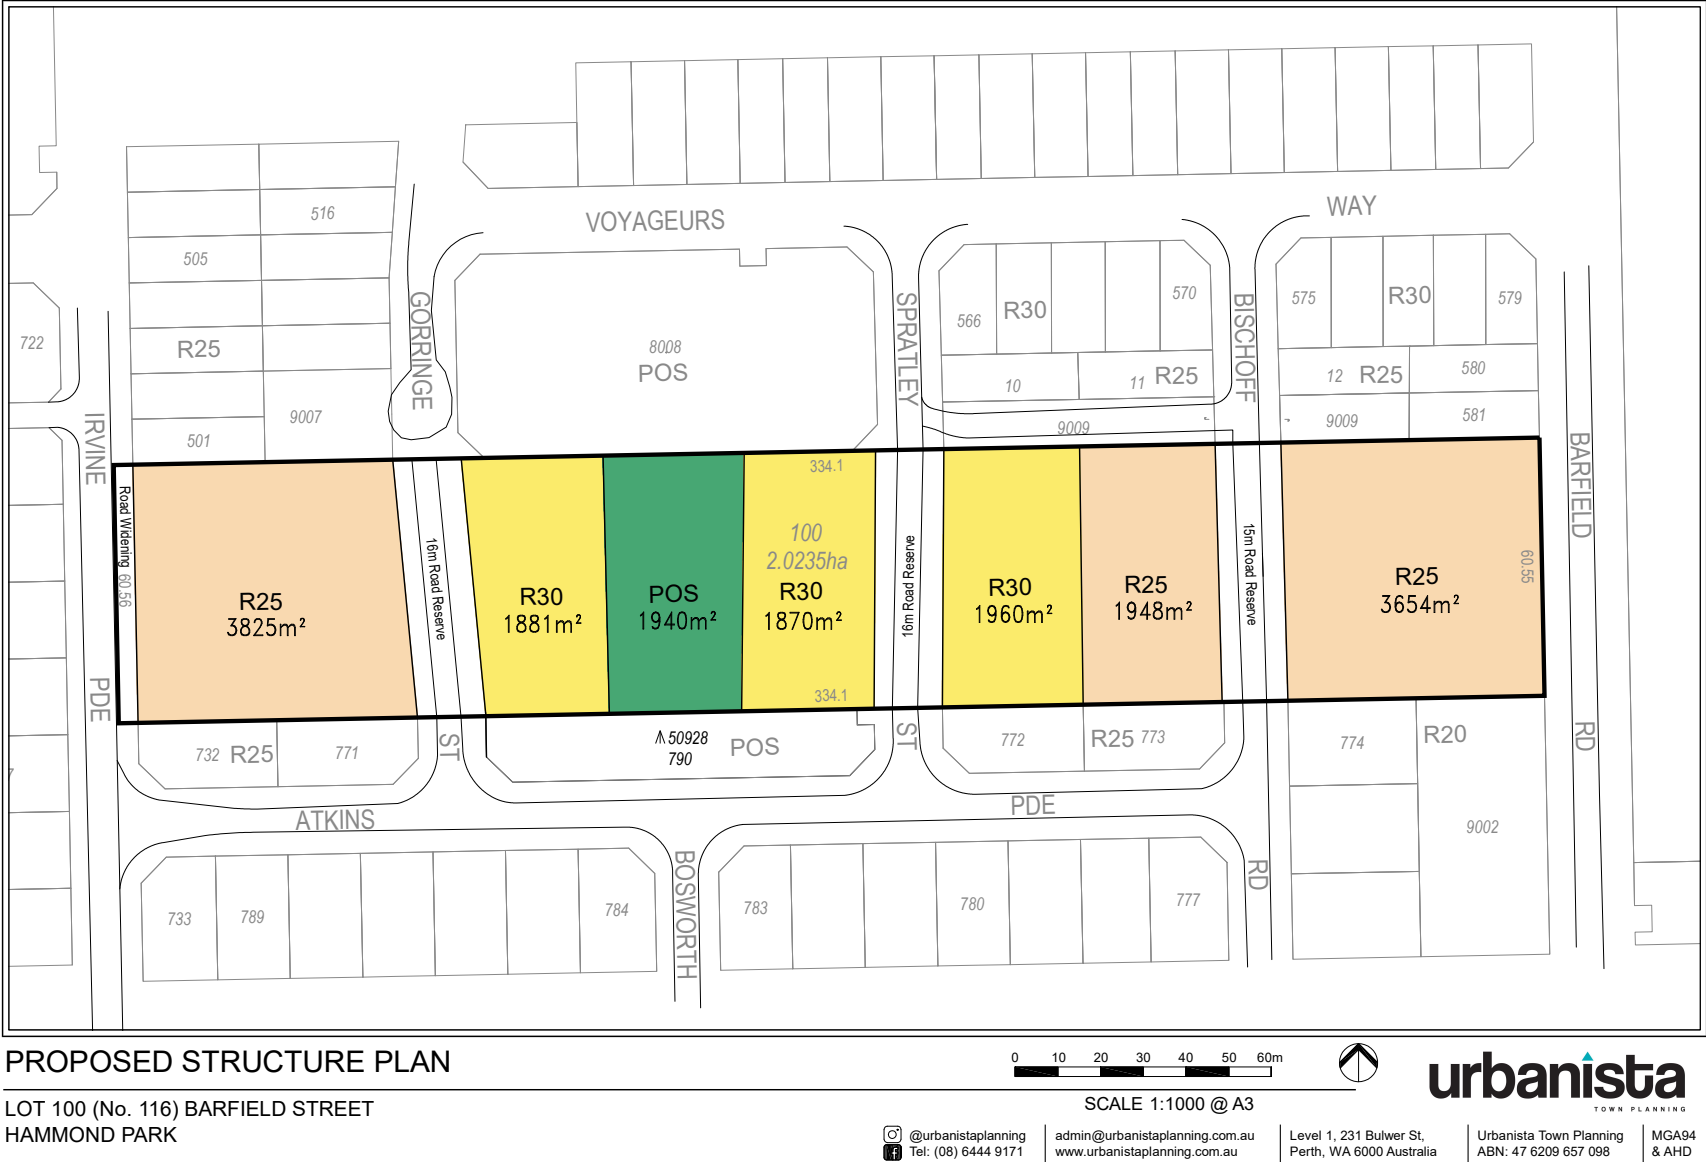 VOYAGEURS
WAY
516
505
722
R25
501
9007
GORRINGE
8008
POS
SPRATLEY
566
R30
570
10
11 R25
9009
BISCHOFF
575
R30
579
12 R25
580
9009
581
IRVINE
BARFIELD
Road Widening
60.56
R25
3825m²
16m Road Reserve
R30
1881m²
POS
1940m²
334.1
100
2.0235ha
R30
1870m²
334.1
16m Road Reserve
R30
1960m²
R25
1948m²
15m Road Reserve
R25
3654m²
60.55
PDE
732 R25
771
ST
50928
790
POS
ST
772
R25 773
774
R20
RD
ATKINS
PDE
9002
BOSWORTH
RD
733
789
784
783
780
777
7
PROPOSED STRUCTURE PLAN
LOT 100 (No. 116) BARFIELD STREET
HAMMOND PARK
0 10 20 30 40 50 60m
SCALE 1:1000 @ A3
urbanista
TOWN PLANNING
@urbanistaplanning
Tel: (08) 6444 9171
admin@urbanistaplanning.com.au
www.urbanistaplanning.com.au
Level 1, 231 Bulwer St,
Perth, WA 6000 Australia
Urbanista Town Planning
ABN: 47 6209 657 098
MGA94
& AHD